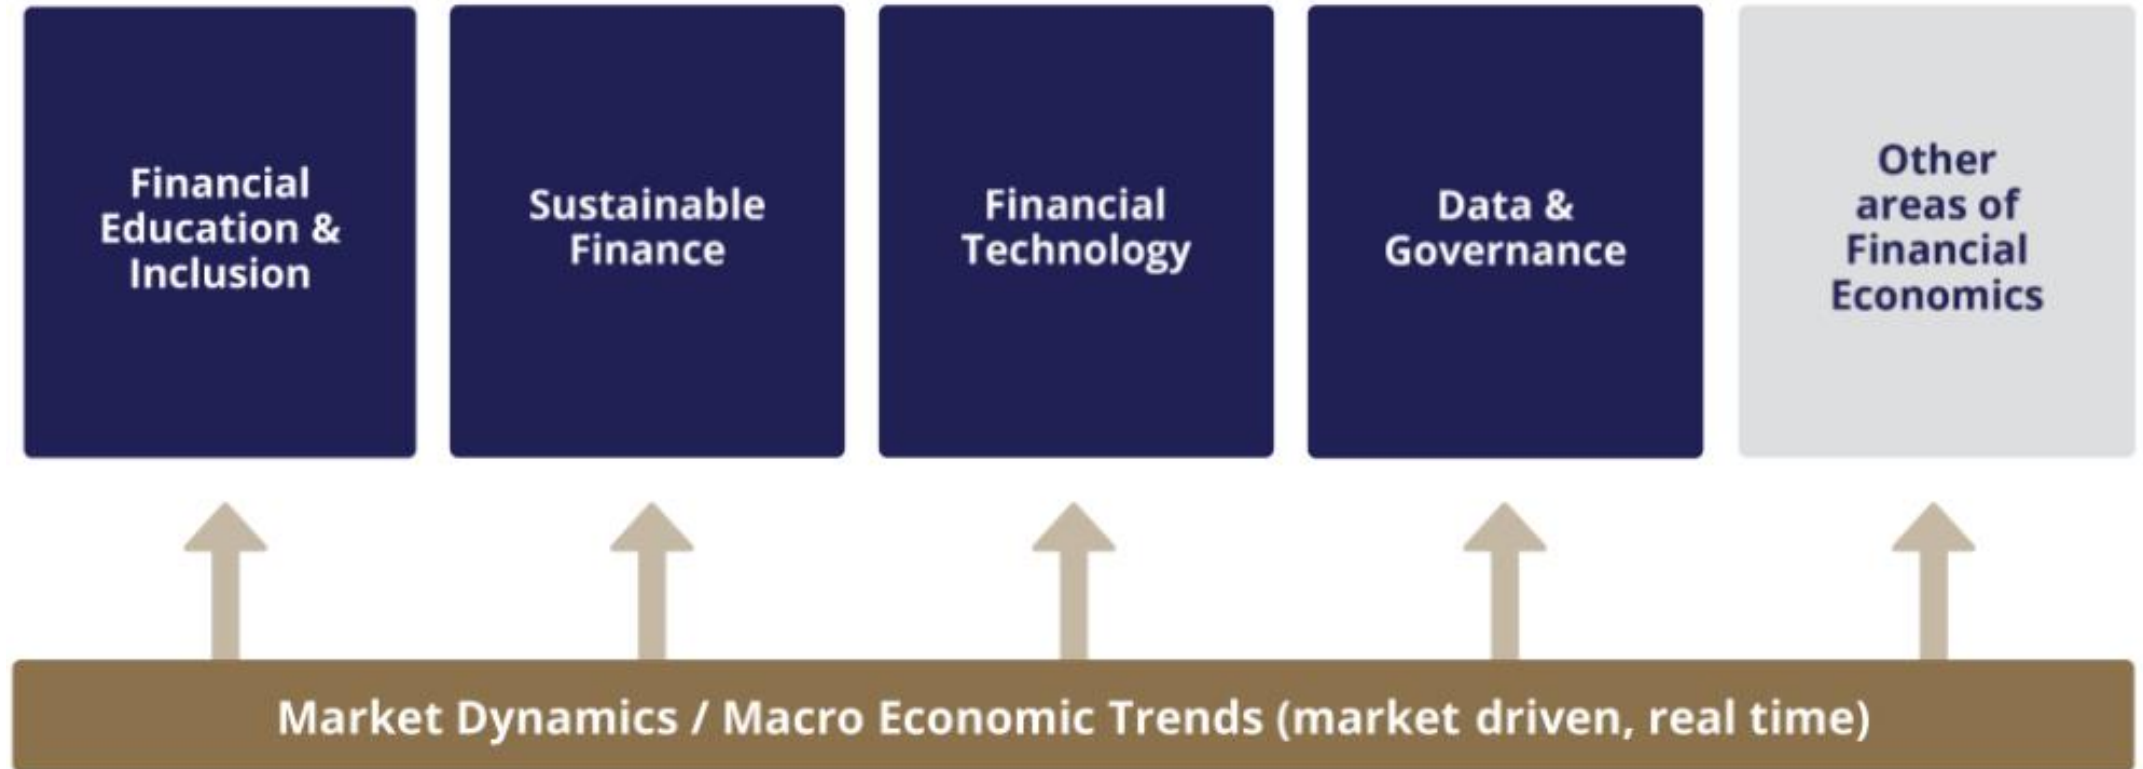 Financial
Education &
Inclusion
Sustainable
Finance
Financial
Technology
Data &
Governance
Other
areas of
Financial
Economics
Market Dynamics / Macro Economic Trends (market driven, real time)